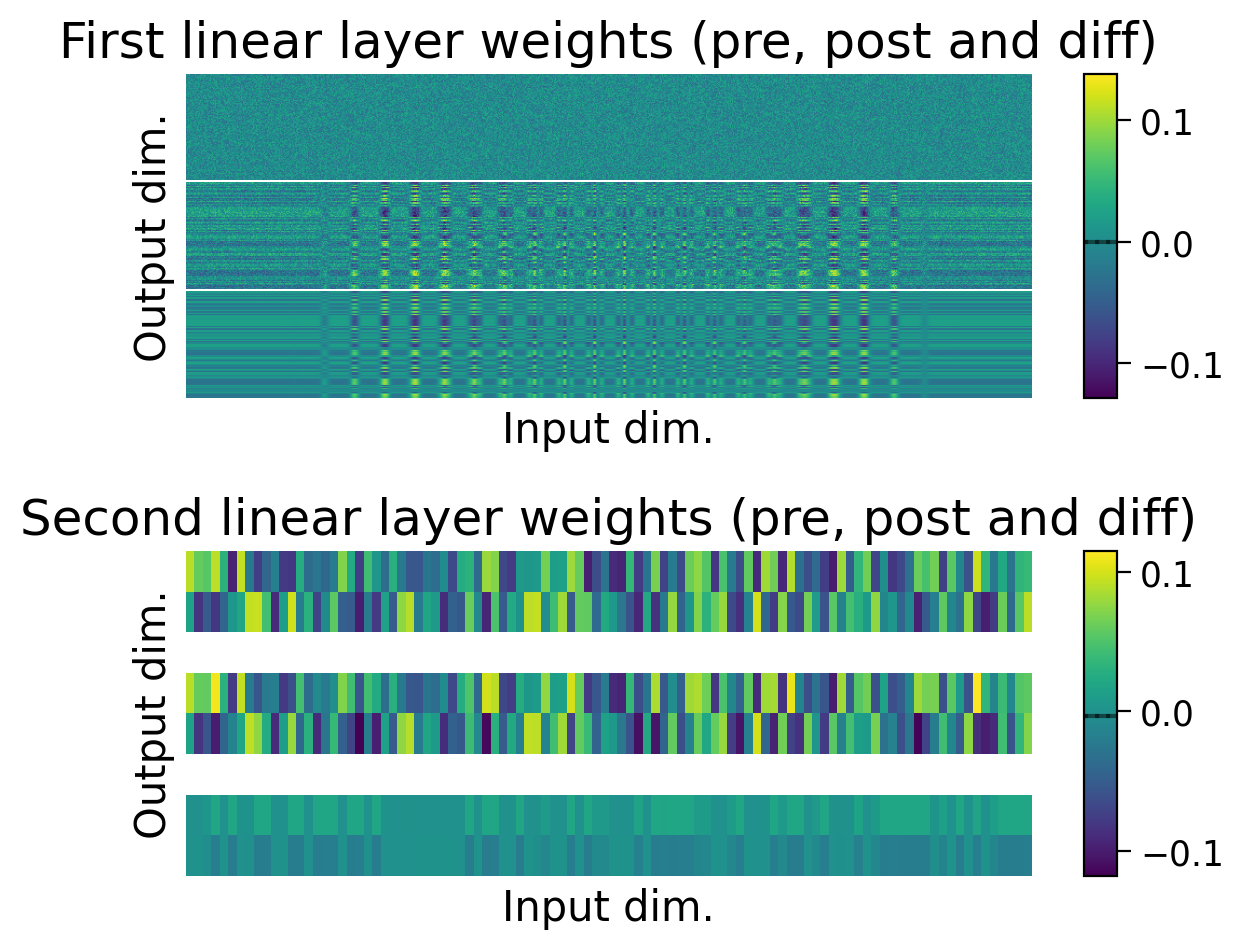 First linear layer weights (pre, post and diff)
Output dim.
0.1
0.0
−0.1
Input dim.
Second linear layer weights (pre, post and diff)
Output dim.
0.1
0.0
−0.1
Input dim.